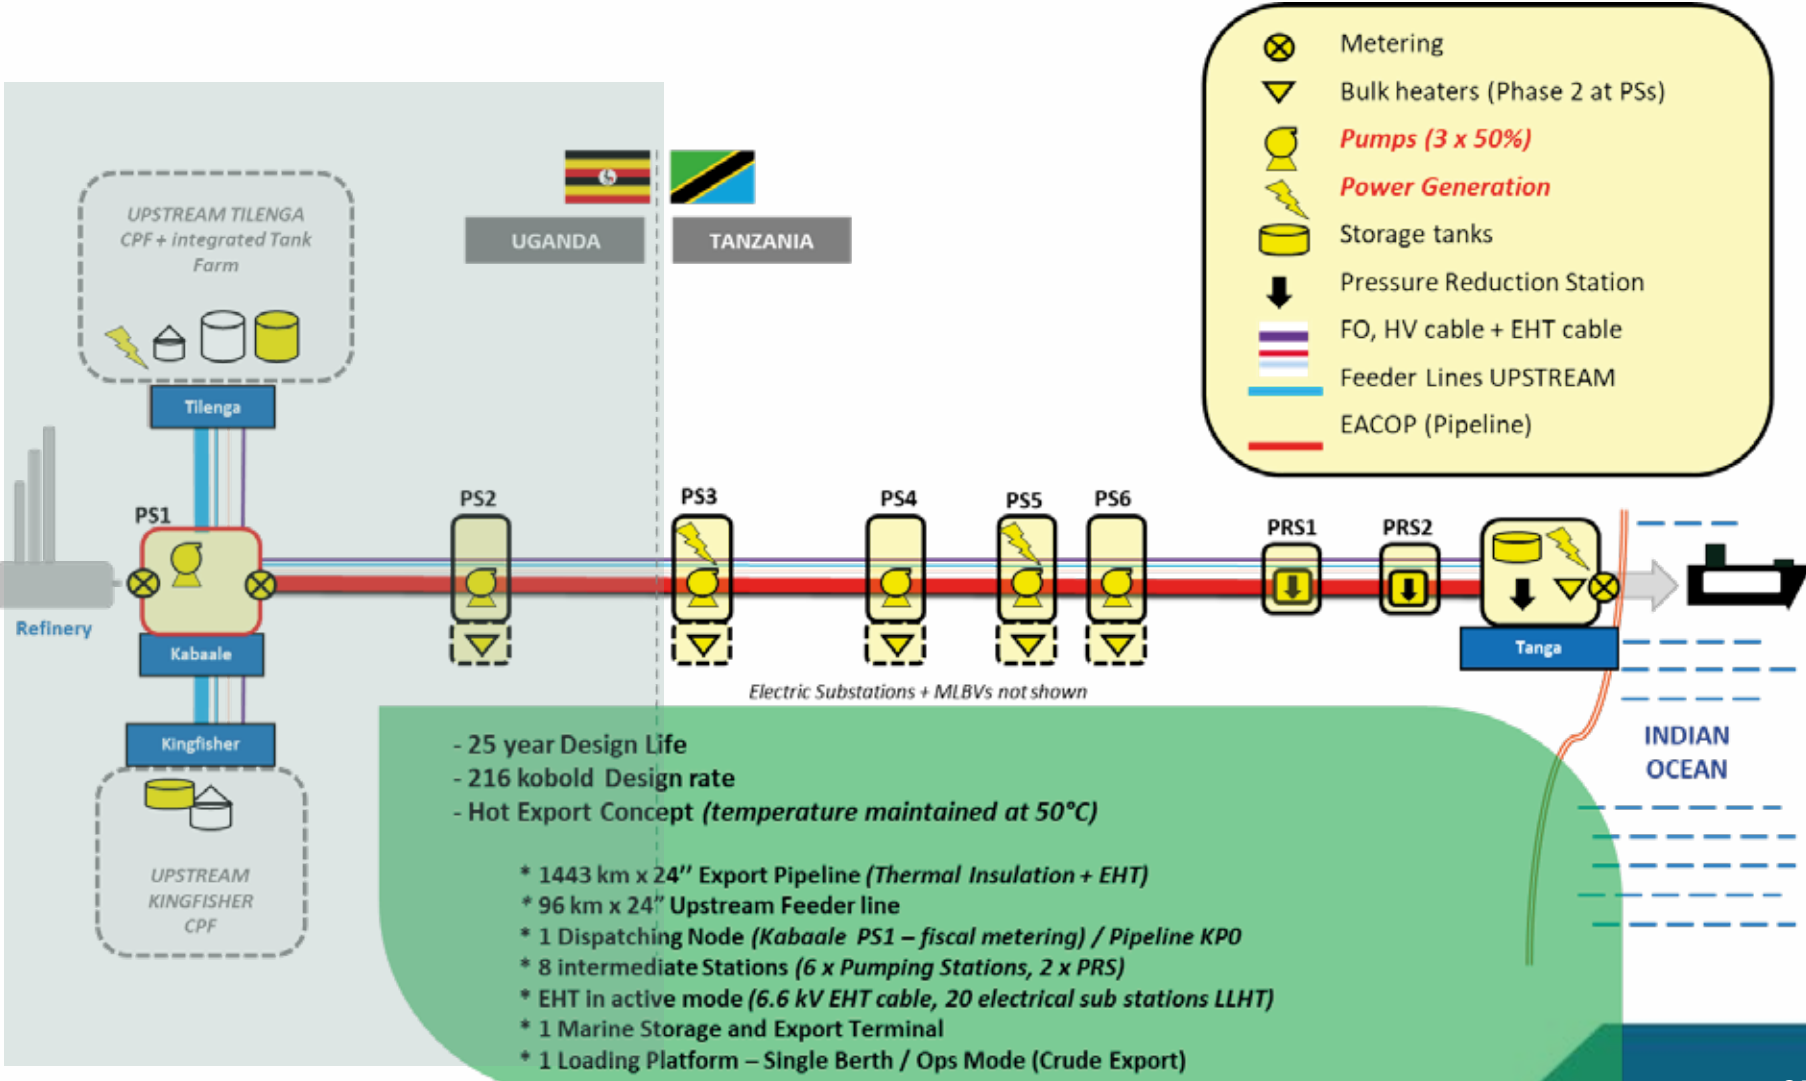 Metering
Bulk heaters (Phase 2 at PSs)
Pumps (3 x 50%)
Power Generation
Storage tanks
Pressure Reduction Station
FO, HV cable + EHT cable
Feeder Lines UPSTREAM
EACOP (Pipeline)
UPSTREAM TILENGA
CPF + integrated Tank
Farm
UGANDA
TANZANIA
Tilenga
PS1
PS2
PS3
PS4
PS5
PS6
PRS1
PRS2
Refinery
Kabaale
Tanga
Electric Substations + MLBVs not shown
Kingfisher
UPSTREAM
KINGFISHER
CPF
INDIAN
OCEAN
- 25 year Design Life
- 216 kobold Design rate
- Hot Export Concept (temperature maintained at 50°C)
* 1443 km x 24’’ Export Pipeline (Thermal Insulation + EHT)
* 96 km x 24” Upstream Feeder line
* 1 Dispatching Node (Kabaale PS1 – fiscal metering) / Pipeline KP0
* 8 intermediate Stations (6 x Pumping Stations, 2 x PRS)
* EHT in active mode (6.6 kV EHT cable, 20 electrical sub stations LLHT)
* 1 Marine Storage and Export Terminal
* 1 Loading Platform – Single Berth / Ops Mode (Crude Export)